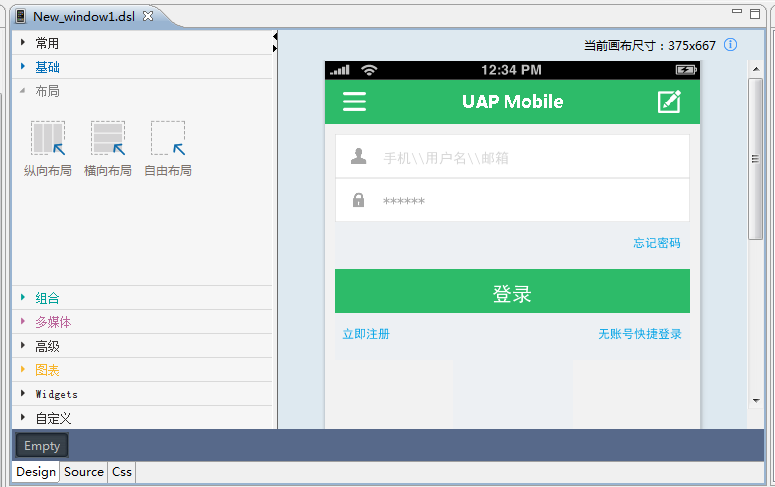 New_window1.dsl
常用
基础
布局
纵向布局 横向布局 自由布局
组合
多媒体
高级
图表
Widgets
自定义
当前画布尺寸：375x667
12:34 PM
UAP Mobile
手机\\用户名\\邮箱
******
忘记密码
登录
立即注册 无账号快捷登录
Empty
Design Source Css